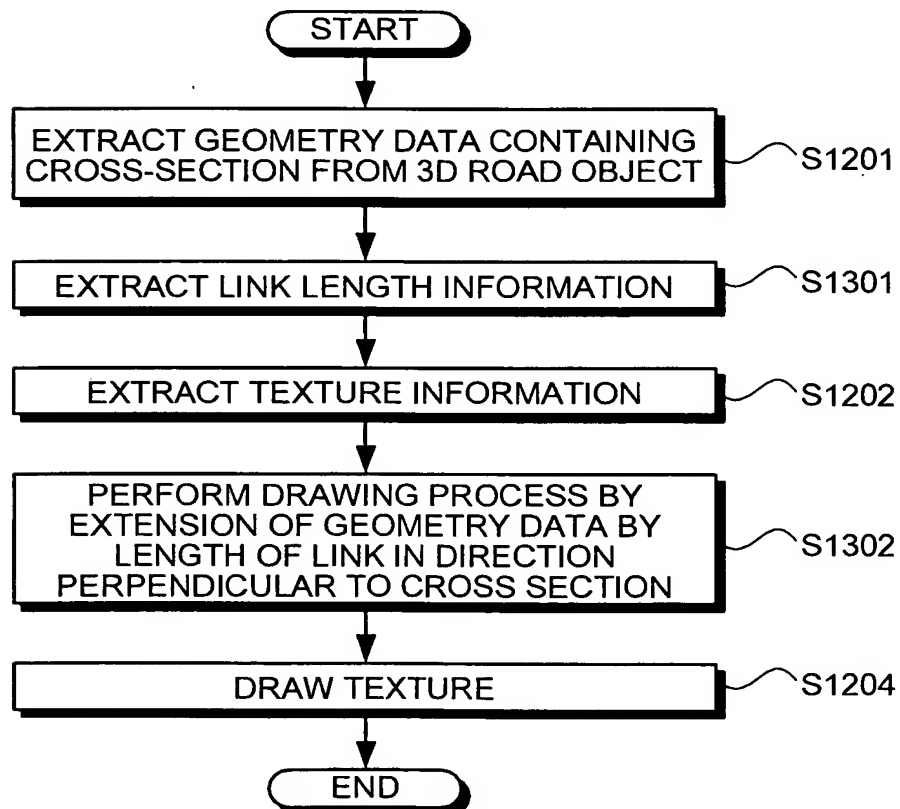 START
EXTRACT GEOMETRY DATA CONTAINING
CROSS-SECTION FROM 3D ROAD OBJECT
S1201
EXTRACT LINK LENGTH INFORMATION
S1301
EXTRACT TEXTURE INFORMATION
S1202
PERFORM DRAWING PROCESS BY
EXTENSION OF GEOMETRY DATA BY
LENGTH OF LINK IN DIRECTION
PERPENDICULAR TO CROSS SECTION
S1302
DRAW TEXTURE
S1204
END